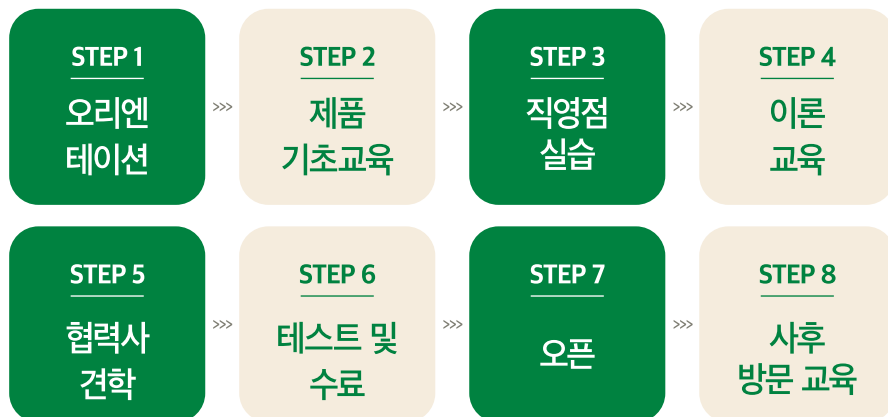 STEP 1
오리엔
테이션
STEP 2
제품
기초교육
STEP 3
직영점
실습
STEP 4
이론
교육
STEP 5
협력사
견학
STEP 6
테스트 및
수료
STEP 7
오픈
STEP 8
사후
방문 교육